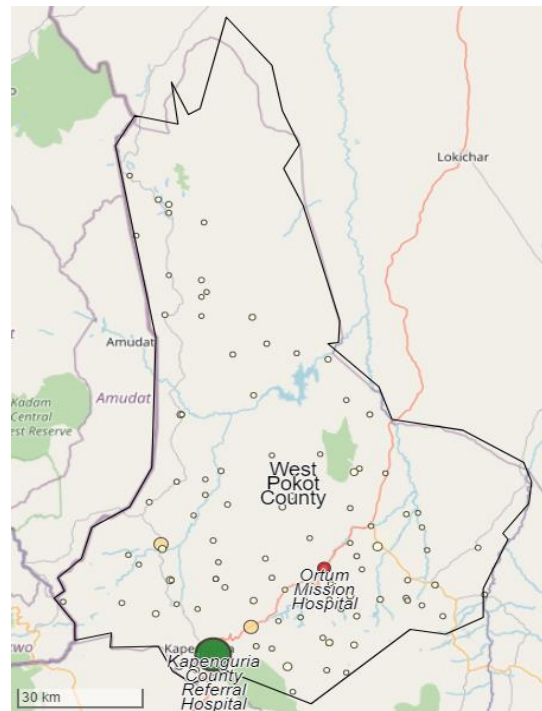 Lokichar
Amudat
Amudat
Kadam
Central
est Reserve
West
Pokot
County
Ortum
Mission
Hospital
Kapenguria
County
Referral
Hospital
two
30 km